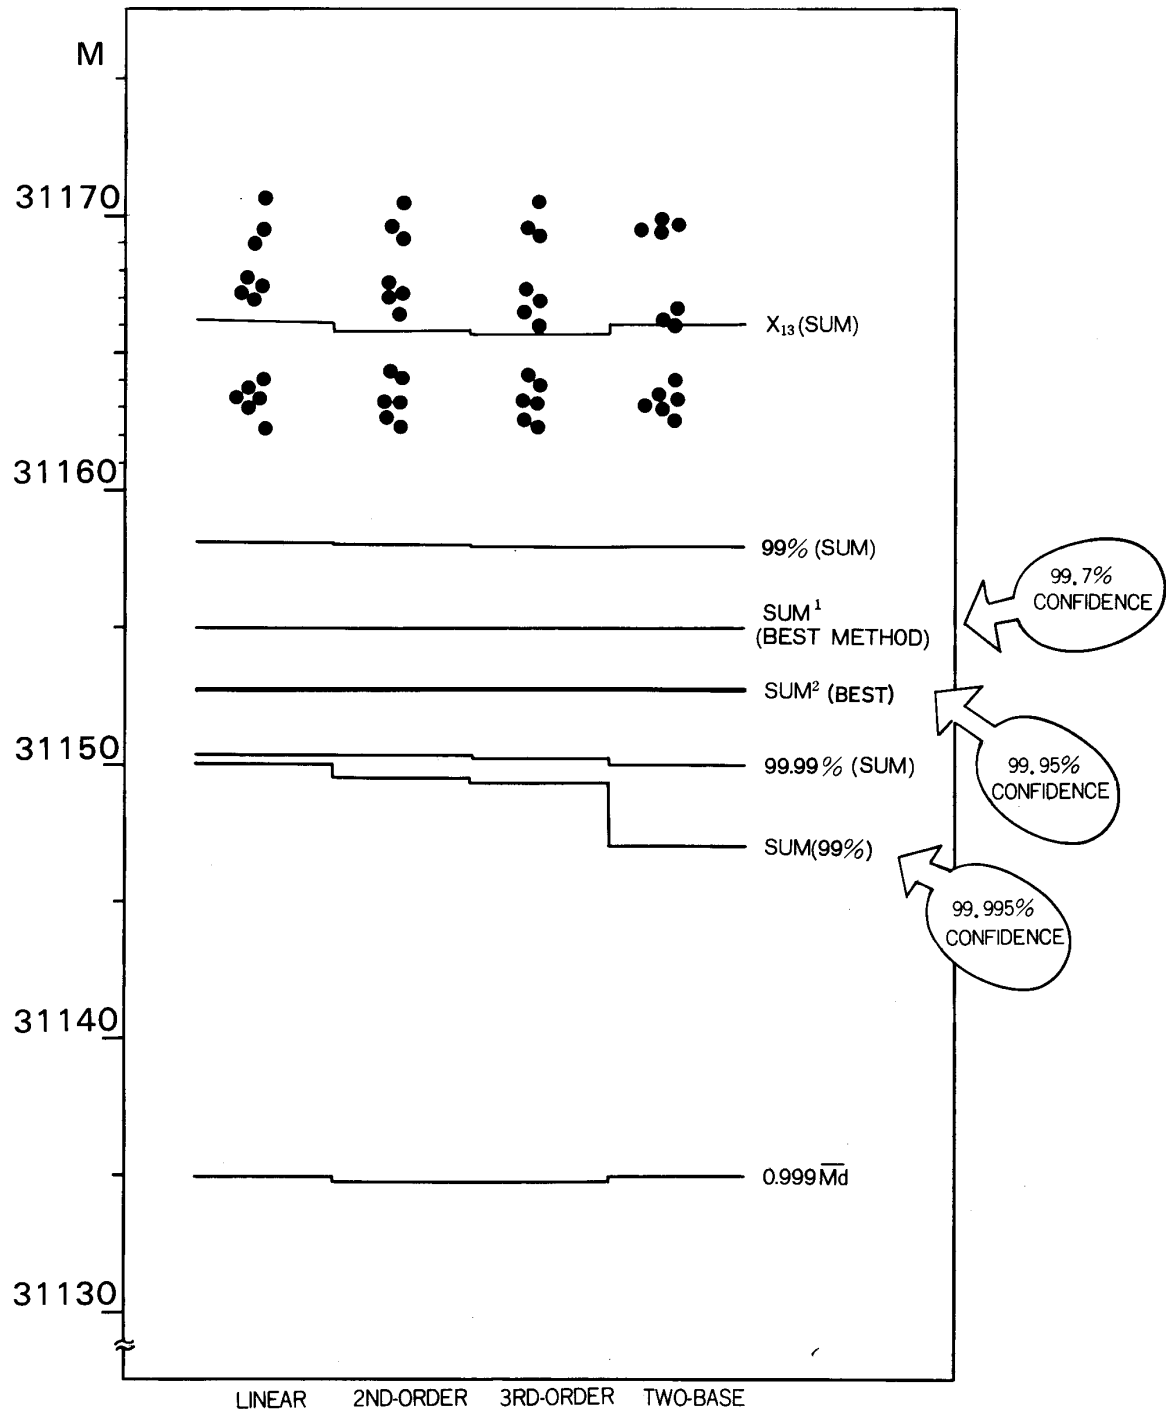 M
31170
X₁₃ (SUM)
31160
99% (SUM)
99.7%
CONFIDENCE
SUM¹
(BEST METHOD)
SUM² (BEST)
31150
99.99% (SUM)
99.95%
CONFIDENCE
SUM(99%)
99.995%
CONFIDENCE
31140
0.999 M̅d̅
31130
LINEAR 2ND-ORDER 3RD-ORDER TWO-BASE